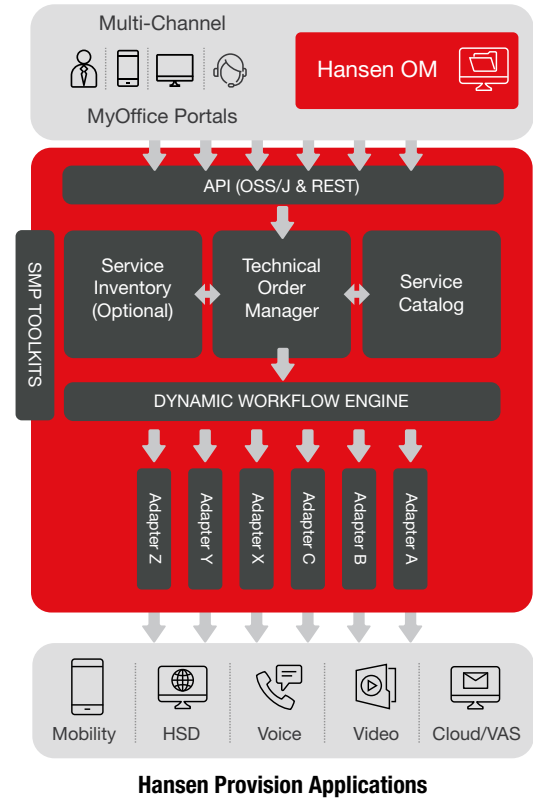 Multi-Channel
Hansen OM
MyOffice Portals
API (OSS/J & REST)
SMP TOOLKITS
Service
Inventory
(Optional)
Technical
Order
Manager
Service
Catalog
DYNAMIC WORKFLOW ENGINE
Adapter Z
Adapter Y
Adapter X
Adapter C
Adapter B
Adapter A
Mobility
HSD
Voice
Video
Cloud/VAS
Hansen Provision Applications